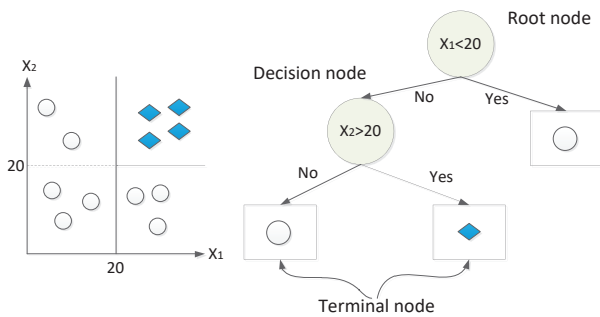 Root node
X1<20
X2
Decision node
No
Yes
X2>20
20
No
Yes
X1
20
Terminal node